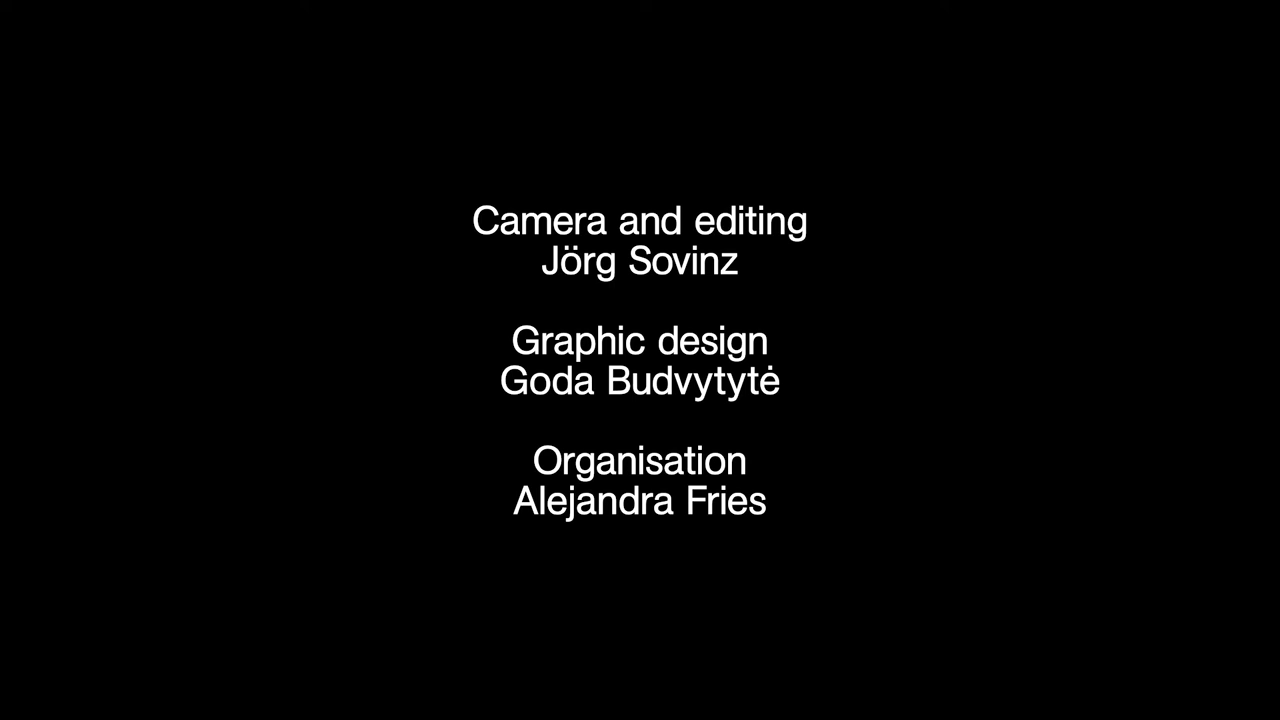 Camera and editing
Jörg Sovinz
Graphic design
Goda Budvytytė
Organisation
Alejandra Fries